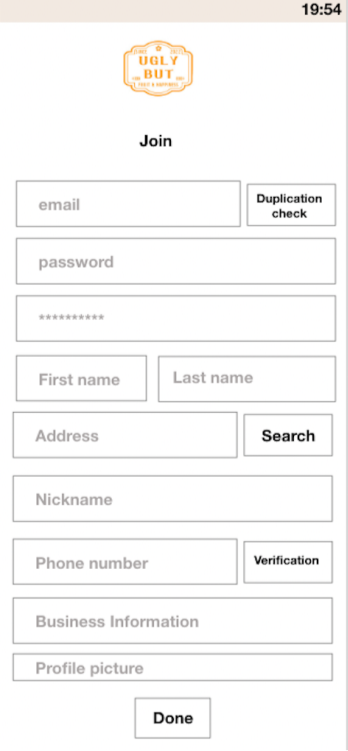 19:54
UGLY
BUT
Join
email
Duplication
check
password
**********
First name
Last name
Address
Search
Nickname
Phone number
Verification
Business Information
Profile picture
Done